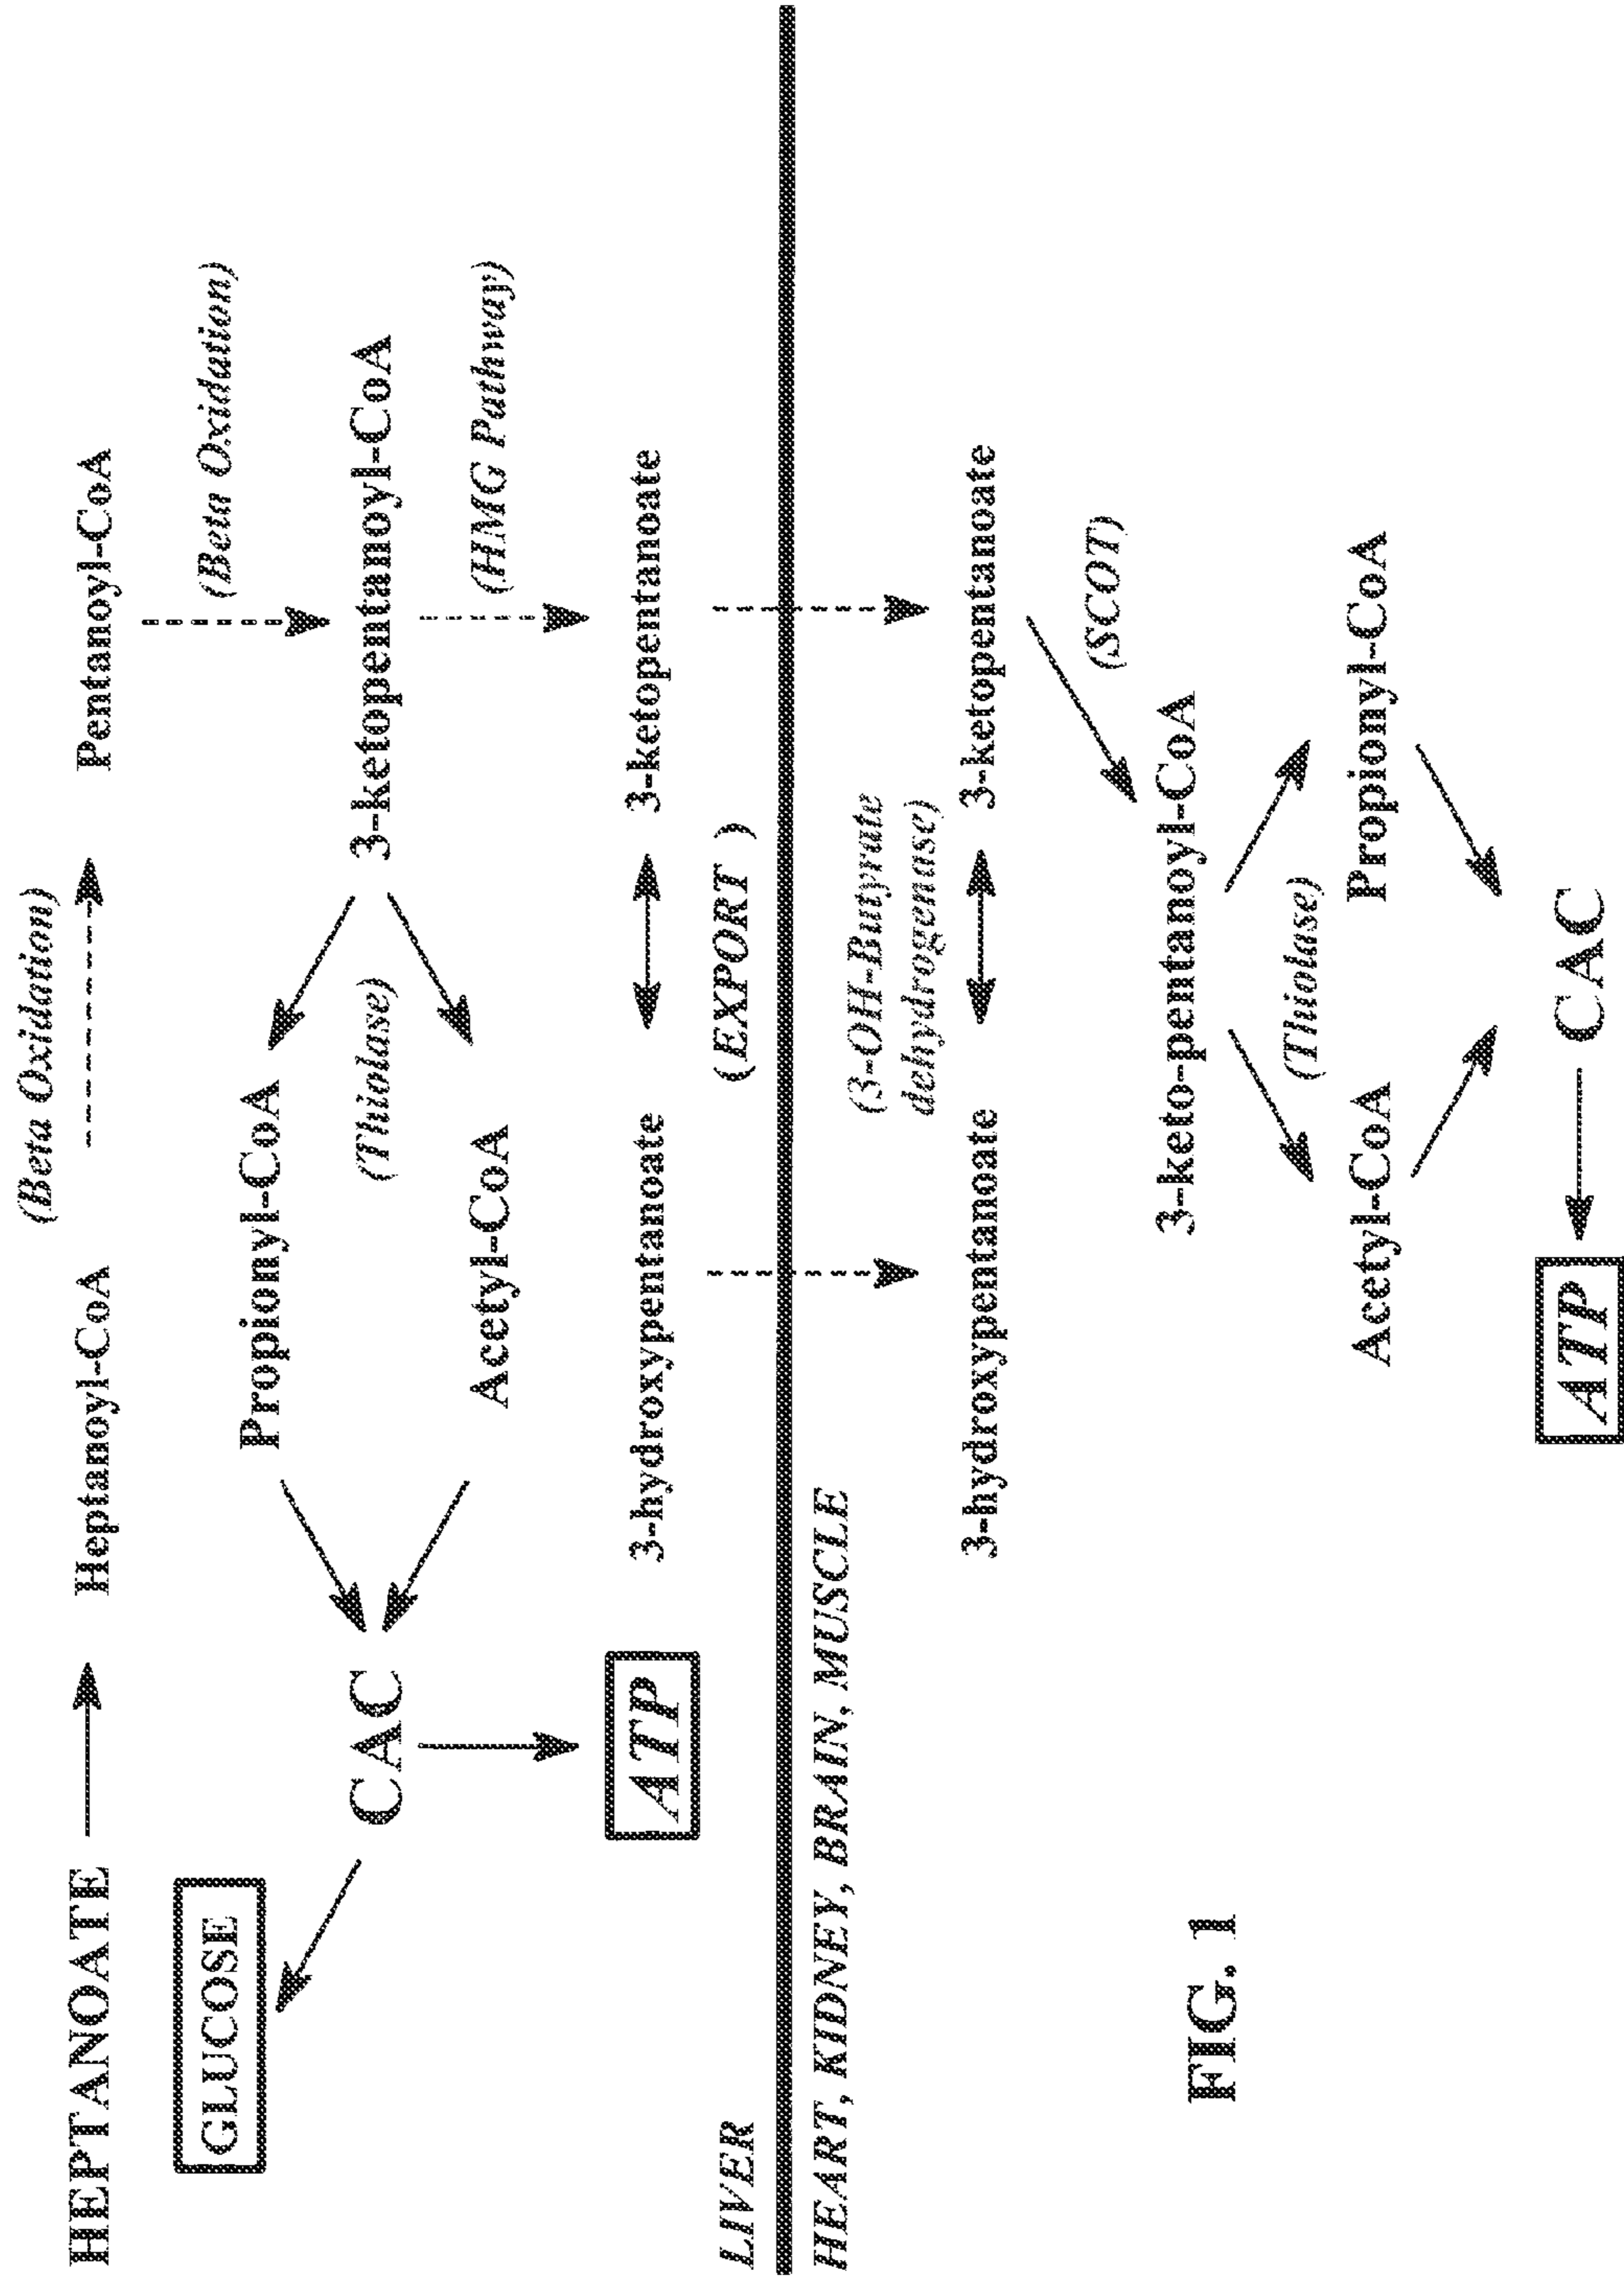 (Beta Oxidation)
HEPTANOATE
Heptanoyl-CoA
Pentanoyl-CoA
(Beta Oxidation)
GLUCOSE
Propionyl-CoA
(Thiolase)
CAC
3-ketopentanoyl-CoA
Acetyl-CoA
(HMG Pathway)
ATP
3-hydroxypentanoate
3-ketopentanoate
(EXPORT )
LIVER
HEART, KIDNEY, BRAIN, MUSCLE
(3-OH-Butyrate
dehydrogenase)
3-hydroxypentanoate
3-ketopentanoate
(SCOT)
3-keto-pentanoyl-CoA
FIG. 1
(Thiolase)
Acetyl-CoA
Propionyl-CoA
ATP
CAC